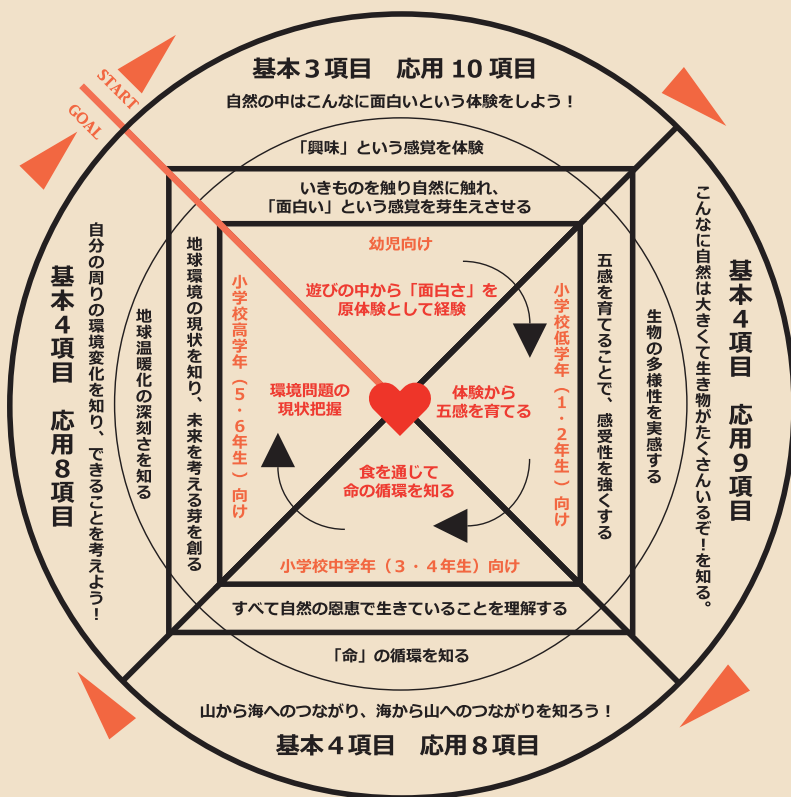 START
GOAL
基本3項目　応用10項目
自然の中はこんなに面白いという体験をしよう！
「興味」という感覚を体験
いきものを触り自然に触れ、
「面白い」という感覚を芽生えさせる
幼児向け
遊びの中から「面白さ」を
原体験として経験
基本4項目　応用9項目
こんなに自然は大きくて生き物がたくさんいるぞ！を知る。
生物の多様性を実感する
五感を育てることで、感受性を強くする
小学校低学年（1・2年生）向け
体験から
五感を育てる
食を通じて
命の循環を知る
小学校中学年（3・4年生）向け
すべて自然の恩恵で生きていることを理解する
「命」の循環を知る
山から海へのつながり、海から山へのつながりを知ろう！
基本4項目　応用8項目
環境問題の
現状把握
小学校高学年（5・6年生）向け
地球環境の現状を知り、未来を考える芽を創る
地球温暖化の深刻さを知る
自分の周りの環境変化を知り、できることを考えよう！
基本4項目　応用8項目